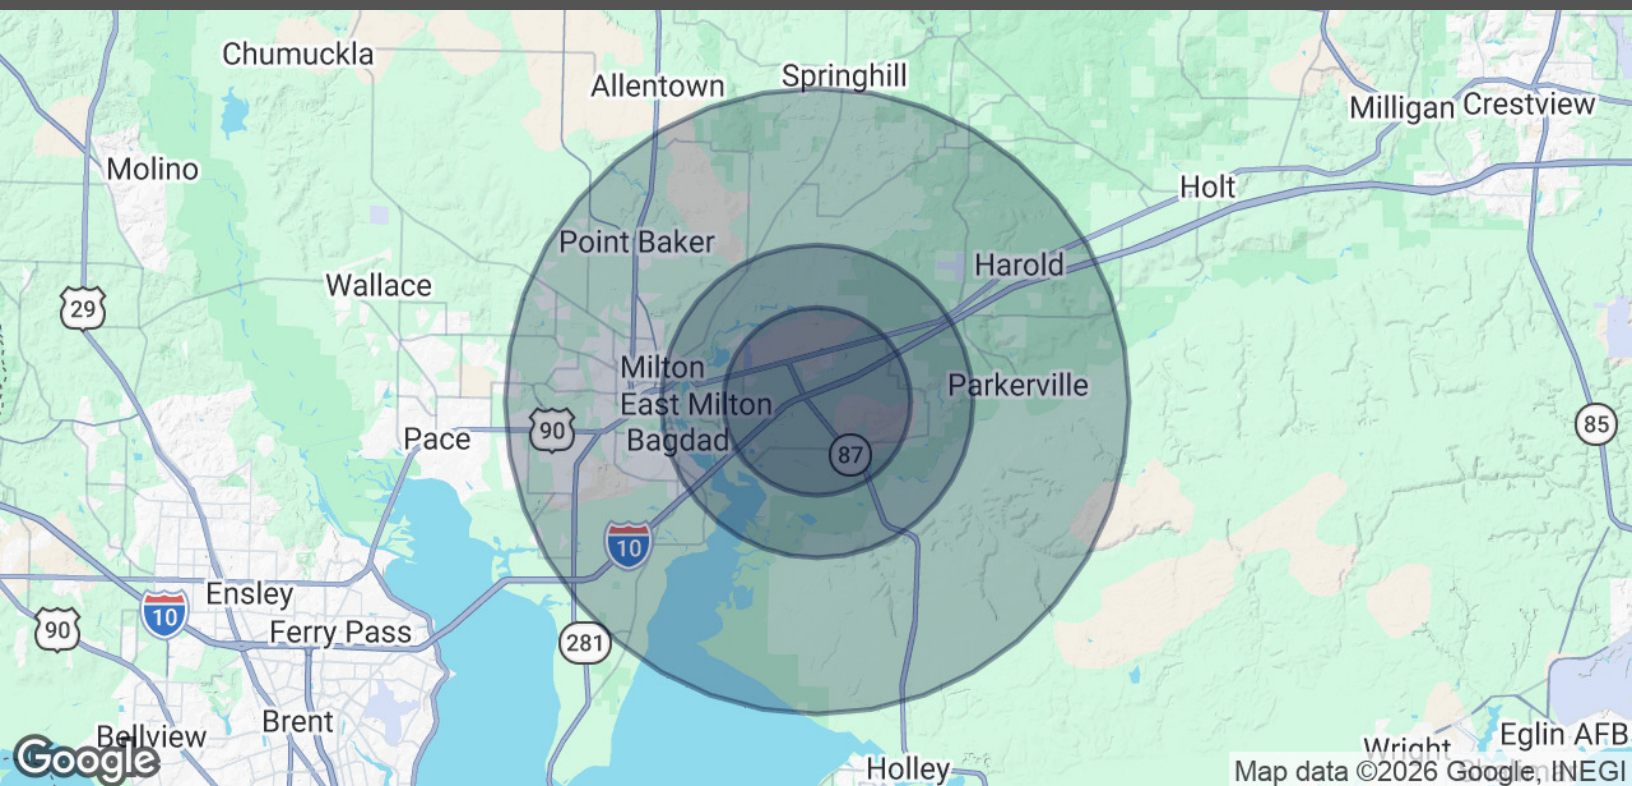 Chumuckla
Allentown
Springhill
Milligan
Crestview
Molino
Holt
Point Baker
Harold
Wallace
29
Milton
Parkerville
East Milton
90
Pace
Bagdad
87
85
10
Ensley
10
90
Ferry Pass
281
Brent
Bellview
Eglin AFB
Wright
Google
Holley
Map data ©2026 Google, INEGI